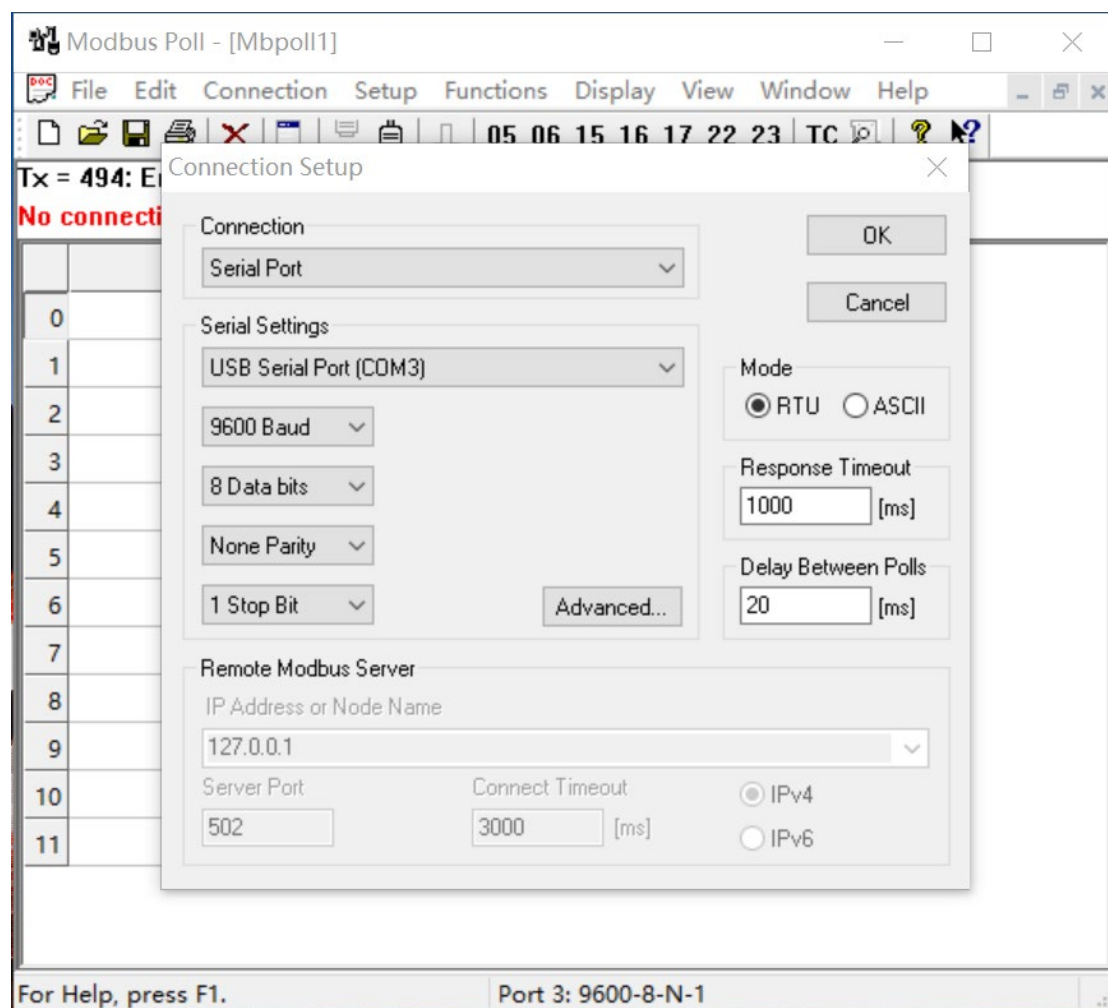 Modbus Poll - [Mbpoll1]
File Edit Connection Setup Functions Display View Window Help
05 06 15 16 17 22 23 TC
Tx = 494:
No
Connection Setup
Connection
Serial Port
OK
Cancel
Serial Settings
USB Serial Port (COM3)
9600 Baud
8 Data bits
None Parity
1 Stop Bit
Advanced...
Mode
RTU ASCII
Response Timeout
1000 [ms]
Delay Between Polls
20 [ms]
Remote Modbus Server
IP Address or Node Name
127.0.0.1
Server Port Connect Timeout
502 3000 [ms]
IPv4
IPv6
0
1
2
3
4
5
6
7
8
9
10
11
For Help, press F1. Port 3: 9600-8-N-1